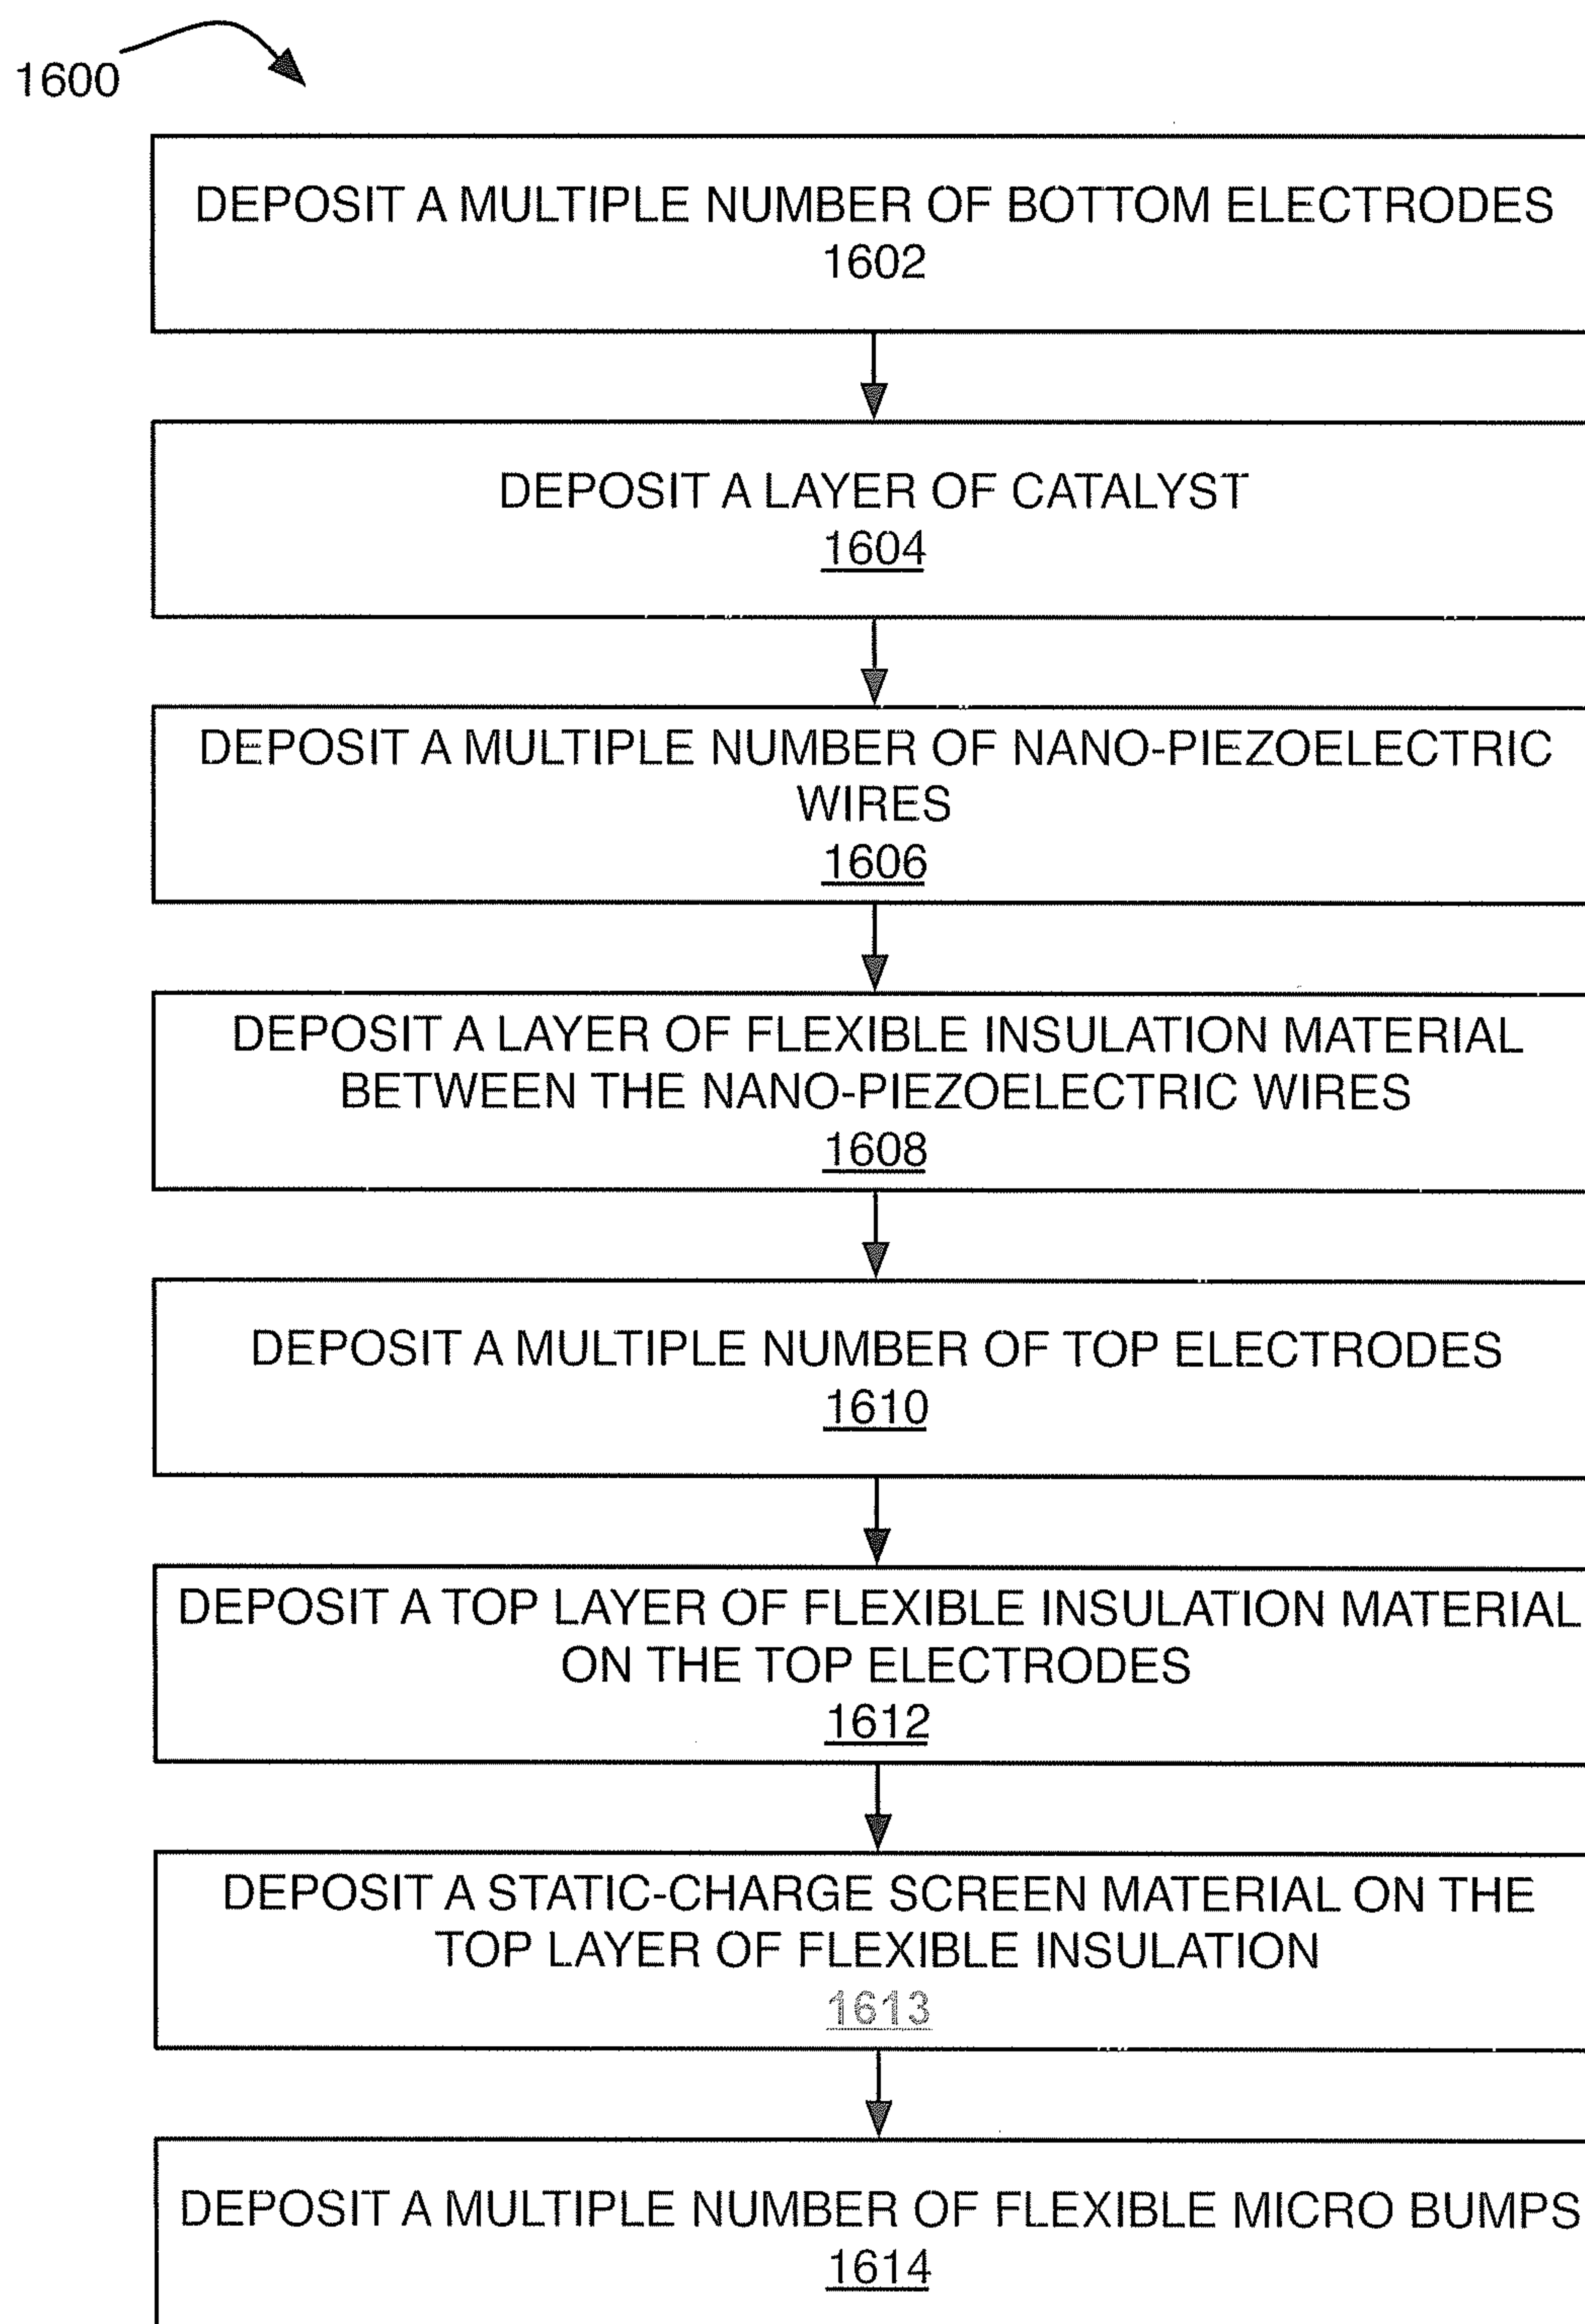 1600
DEPOSIT A MULTIPLE NUMBER OF BOTTOM ELECTRODES
1602
DEPOSIT A LAYER OF CATALYST
1604
DEPOSIT A MULTIPLE NUMBER OF NANO-PIEZOELECTRIC
WIRES
1606
DEPOSIT A LAYER OF FLEXIBLE INSULATION MATERIAL
BETWEEN THE NANO-PIEZOELECTRIC WIRES
1608
DEPOSIT A MULTIPLE NUMBER OF TOP ELECTRODES
1610
DEPOSIT A TOP LAYER OF FLEXIBLE INSULATION MATERIAL
ON THE TOP ELECTRODES
1612
DEPOSIT A STATIC-CHARGE SCREEN MATERIAL ON THE
TOP LAYER OF FLEXIBLE INSULATION
1613
DEPOSIT A MULTIPLE NUMBER OF FLEXIBLE MICRO BUMPS
1614